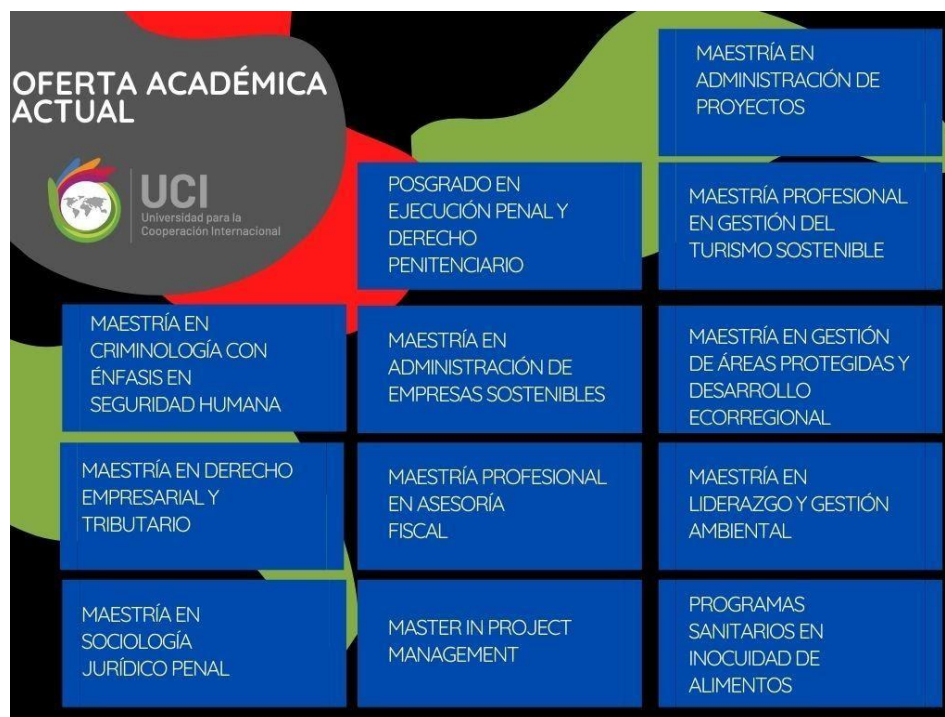 OFERTA ACADÉMICA
ACTUAL
UCI
Universidad para la
Cooperación Internacional
MAESTRÍA EN
ADMINISTRACIÓN DE
PROYECTOS
POSGRADO EN
EJECUCIÓN PENAL Y
DERECHO
PENITENCIARIO
MAESTRÍA PROFESIONAL
EN GESTIÓN DEL
TURISMO SOSTENIBLE
MAESTRÍA EN
CRIMINOLOGÍA CON
ÉNFASIS EN
SEGURIDAD HUMANA
MAESTRÍA EN
ADMINISTRACIÓN DE
EMPRESAS SOSTENIBLES
MAESTRÍA EN GESTIÓN
DE ÁREAS PROTEGIDAS Y
DESARROLLO
ECORREGIONAL
MAESTRÍA EN DERECHO
EMPRESARIAL Y
TRIBUTARIO
MAESTRÍA PROFESIONAL
EN ASESORÍA
FISCAL
MAESTRÍA EN
LIDERAZGO Y GESTIÓN
AMBIENTAL
MAESTRÍA EN
SOCIOLOGÍA
JURÍDICO PENAL
MASTER IN PROJECT
MANAGEMENT
PROGRAMAS
SANITARIOS EN
INOCUIDAD DE
ALIMENTOS